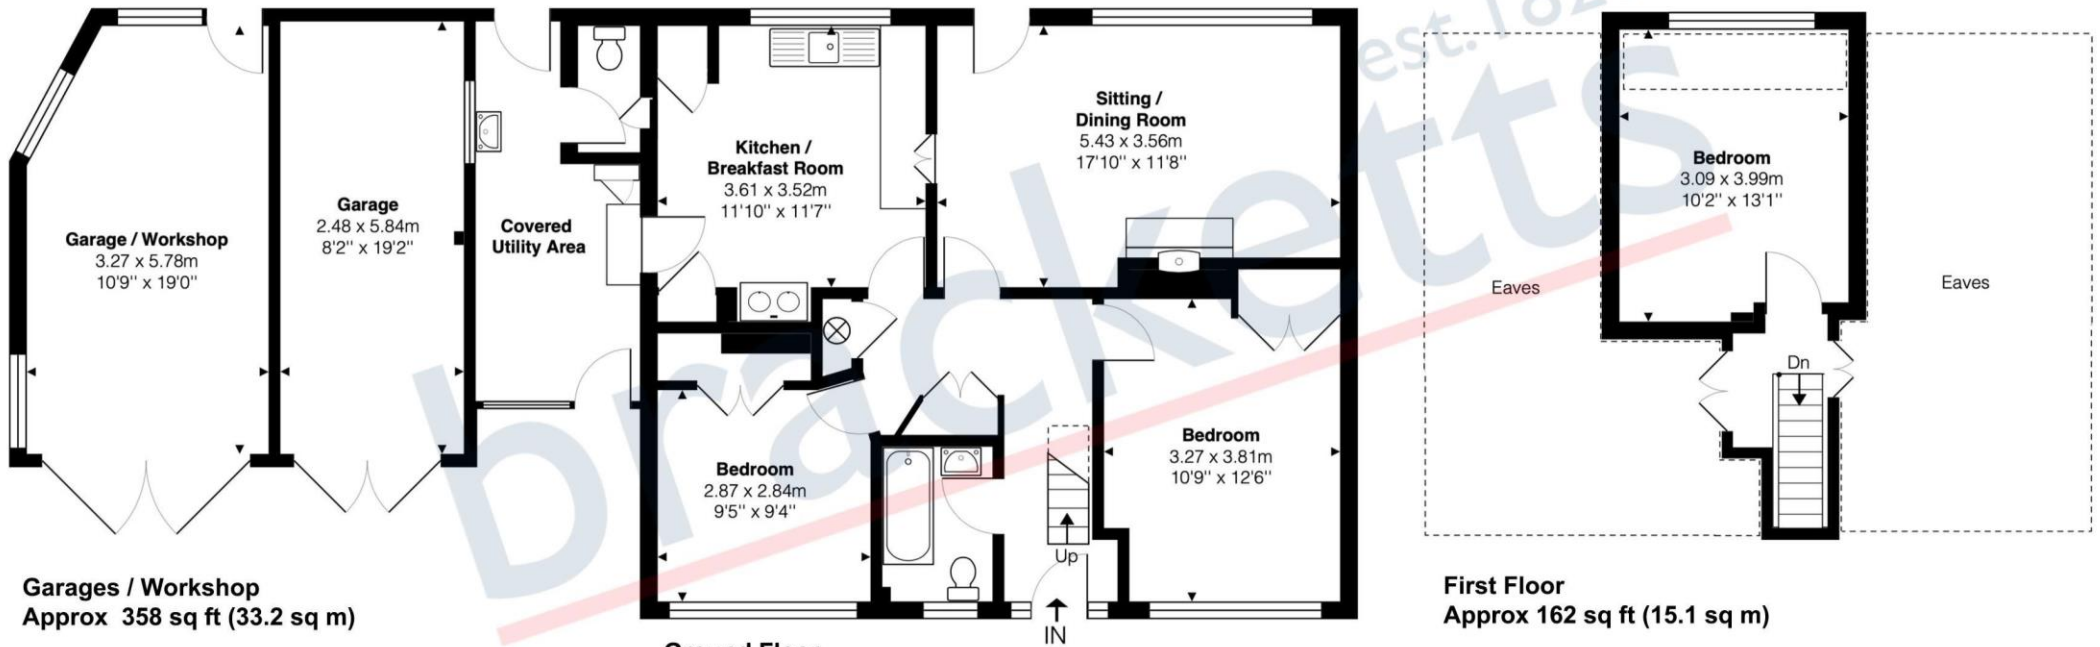 Garage / Workshop
3.27 x 5.78m
10'9'' x 19'0''
Garage
2.48 x 5.84m
8'2'' x 19'2''
Covered
Utility Area
Kitchen /
Breakfast Room
3.61 x 3.52m
11'10'' x 11'7''
Sitting /
Dining Room
5.43 x 3.56m
17'10'' x 11'8''
Bedroom
2.87 x 2.84m
9'5'' x 9'4''
Bedroom
3.27 x 3.81m
10'9'' x 12'6''
Up
IN
Eaves
Bedroom
3.09 x 3.99m
10'2'' x 13'1''
Eaves
Dn
Garages / Workshop
Approx 358 sq ft (33.2 sq m)
Ground Floor
First Floor
Approx 162 sq ft (15.1 sq m)
bracketts
est.182